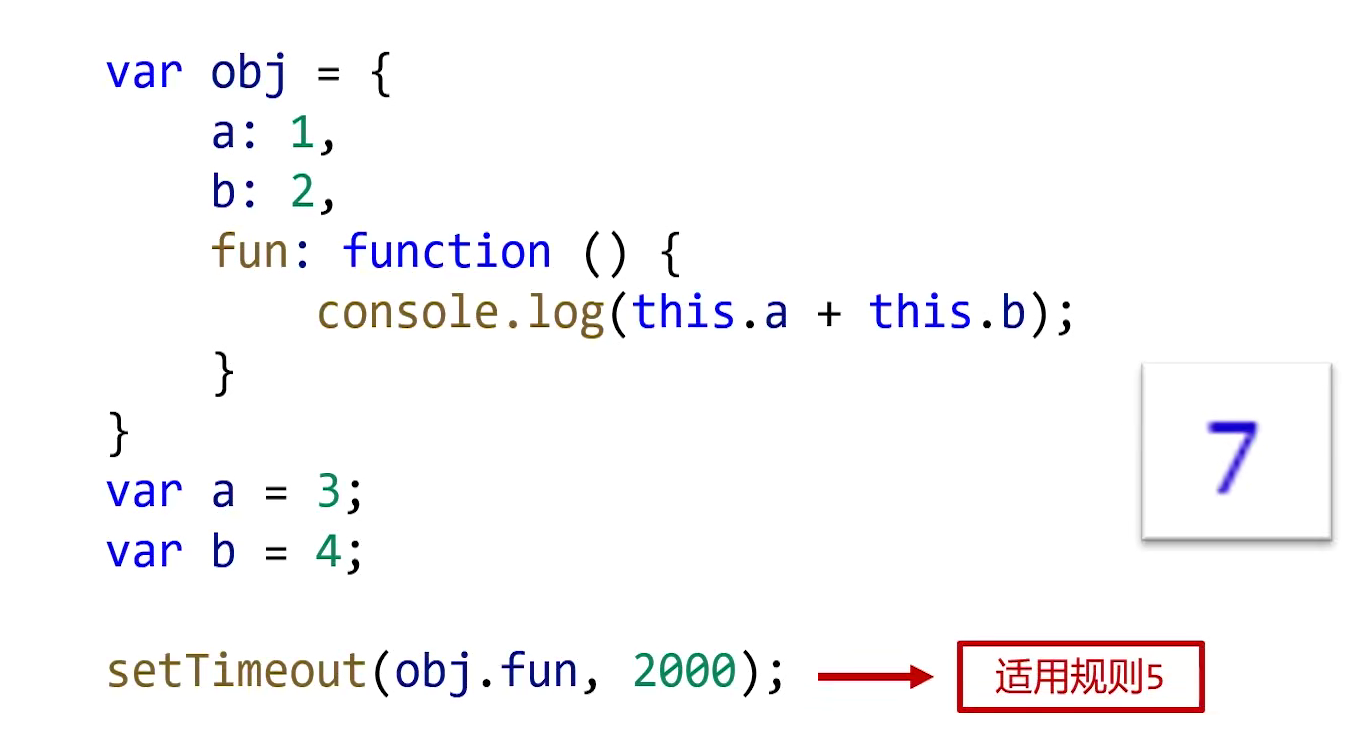 var obj = {
    a: 1,
    b: 2,
    fun: function () {
        console.log(this.a + this.b);
    }
}
var a = 3;
var b = 4;
7
setTimeout(obj.fun, 2000);
适用规则5